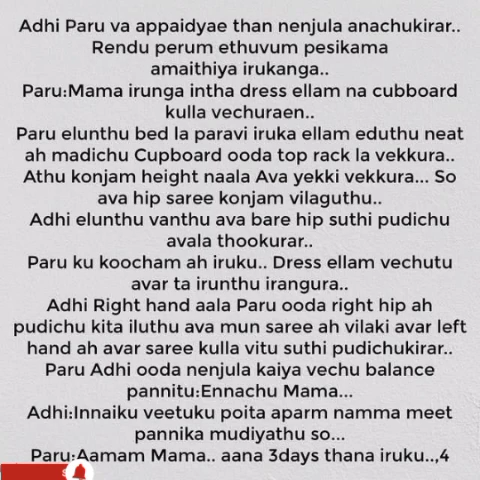 Adhi Paru va appaidyae than nenjula anachukirar..
Rendu perum ethuvum pesikama
amaithiya irukanga..
Paru:Mama irunga intha dress ellam na cubboard
kulla vechuraen..
Paru elunthu bed la paravi iruka ellam eduthu neat
ah madichu Cupboard ooda top rack la vekkura..
Athu konjam height naala Ava yekki vekkura... So
ava hip saree konjam vilaguthu..
Adhi elunthu vanthu ava bare hip suthi pudichu
avala thookurar..
Paru ku koocham ah iruku.. Dress ellam vechutu
avar ta irunthu irangura..
Adhi Right hand aala Paru ooda right hip ah
pudichu kita iluthu ava mun saree ah vilaki avar left
hand ah avar saree kulla vitu suthi pudichukirar..
Paru Adhi ooda nenjula kaiya vechu balance
pannitu:Ennachu Mama...
Adhi:Innaiku veetuku poita aparm namma meet
pannika mudiyathu so...
Paru:Aamam Mama.. aana 3days thana iruku..,4